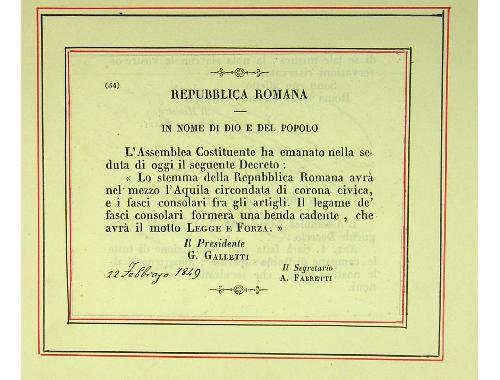 (54)
REPUBBLICA ROMANA
IN NOME DI DIO E DEL POPOLO
L'Assemblea Costituente ha emanato nella se-
duta di oggi il seguente Decreto :
« Lo stemma della Repubblica Romana avrà
nel mezzo l'Aquila circondata di corona civica,
e i fasci consolari fra gli artigli. Il legame de'
fasci consolari formerà una benda cadente , che
avrà il motto LEGGE E FORZA. »
Il Presidente
G. GALLETTI
22 Febbrajo 1849
Il Segretario
A. FABRETTI